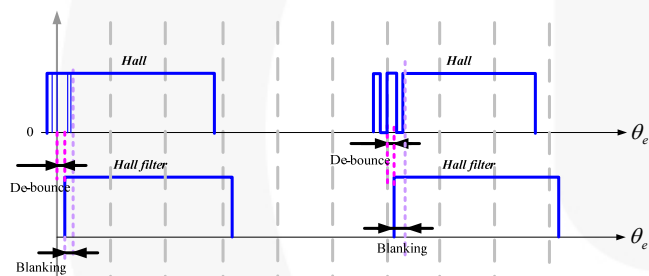 Hall
Hall
0
θe
De-bounce
De-bounce
Hall filter
Hall filter
θe
Blanking
Blanking